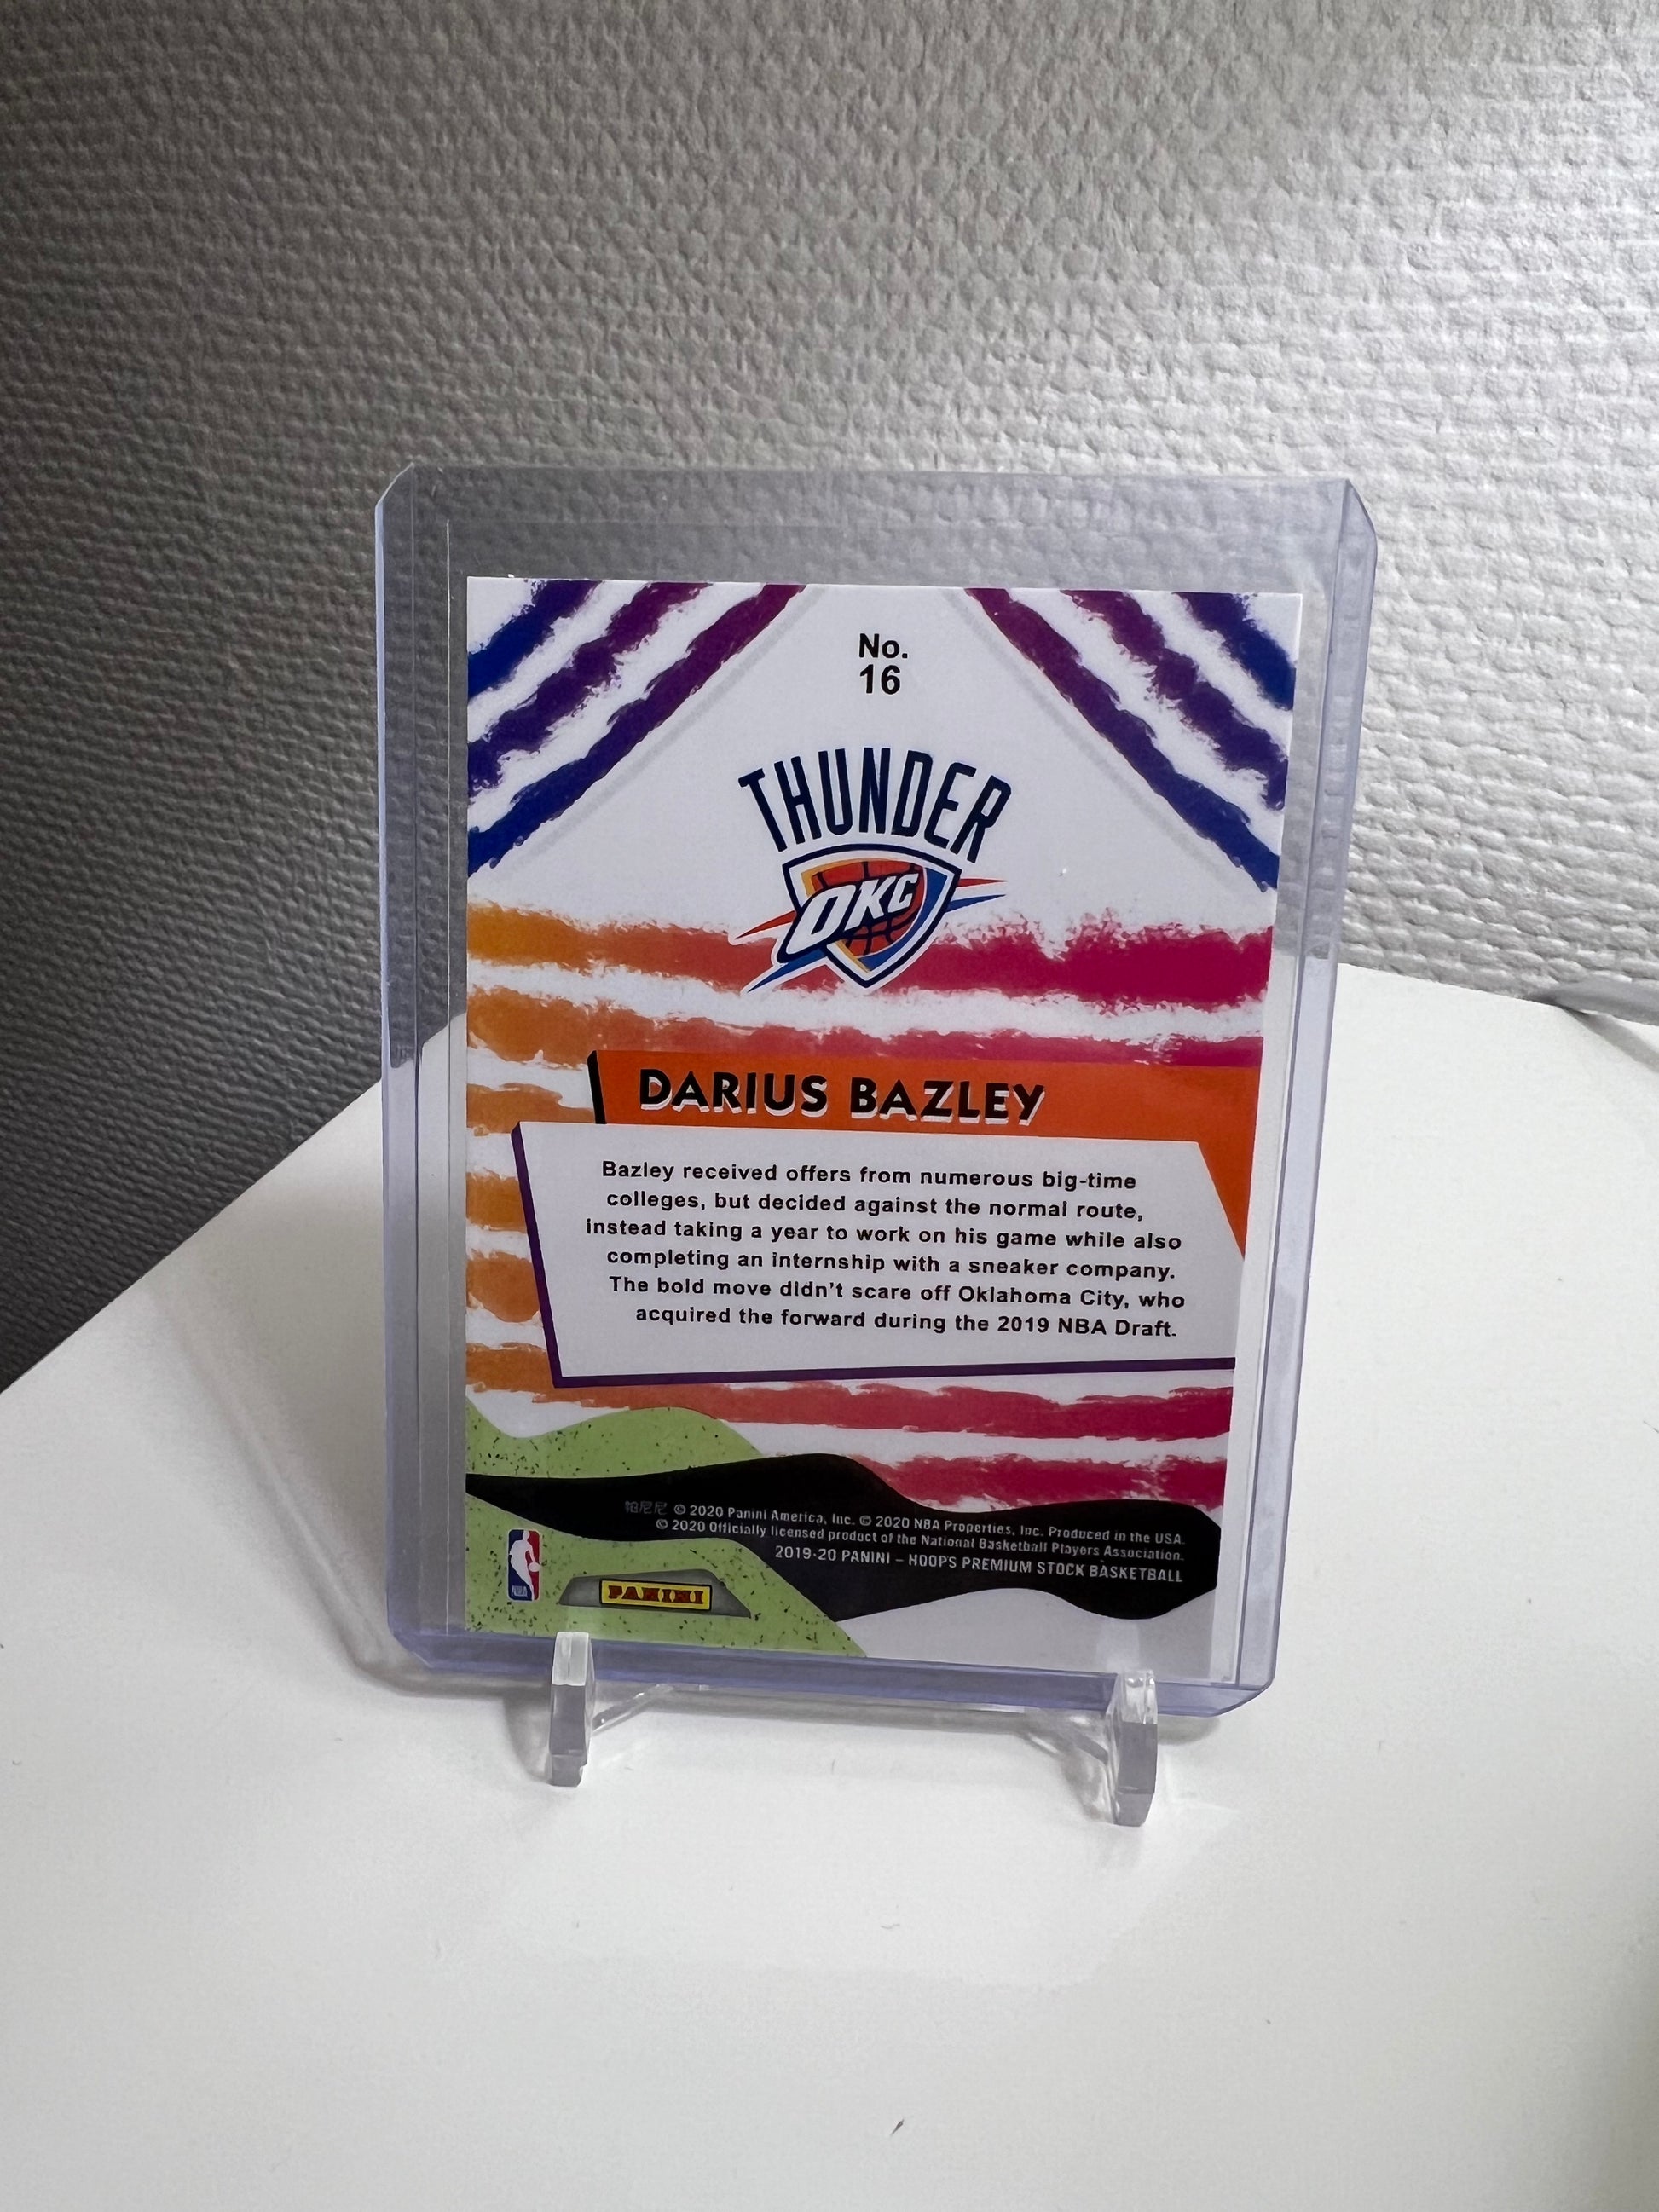 No.
16
THUNDER
OKC
DARIUS BAZLEY
Bazley received offers from numerous big-time
colleges, but decided against the normal route,
instead taking a year to work on his game while also
completing an internship with a sneaker company.
The bold move didn't scare off Oklahoma City, who
acquired the forward during the 2019 NBA Draft.
帕尼尼 © 2020 Panini America, Inc. © 2020 NBA Properties, Inc. Produced in the USA.
© 2020 Officially licensed product of the National Basketball Players Association.
2019-20 PANINI – HOOPS PREMIUM STOCK BASKETBALL
NBA
PANINI